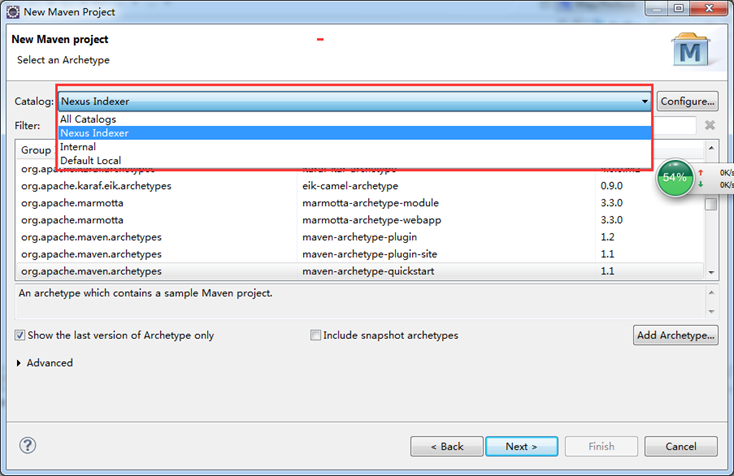 New Maven project
New Maven project
Select an Archetype
M
Catalog: Nexus Indexer Configure...
All Catalogs
Filter: Nexus Indexer
Internal
Group Default Local
org.apache.karaf.eik.archetypes eik-camel-archetype 0.9.0
54% 0K/s
0K/s
org.apache.marmotta marmotta-archetype-module 3.3.0
org.apache.marmotta marmotta-archetype-webapp 3.3.0
org.apache.maven.archetypes maven-archetype-plugin 1.2
org.apache.maven.archetypes maven-archetype-plugin-site 1.1
org.apache.maven.archetypes maven-archetype-quickstart 1.1
An archetype which contains a sample Maven project.
Show the last version of Archetype only Include snapshot archetypes Add Archetype...
Advanced
? < Back Next > Finish Cancel